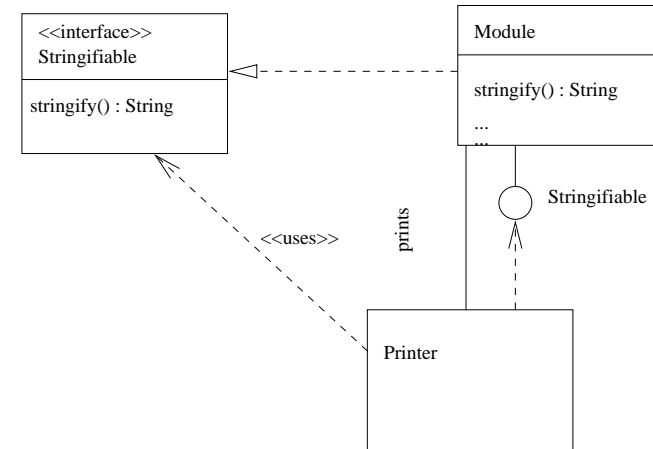 <<interface>>
Stringifiable
stringify() : String
Module
stringify() : String
...
...
Stringifiable
<<uses>>
prints
Printer